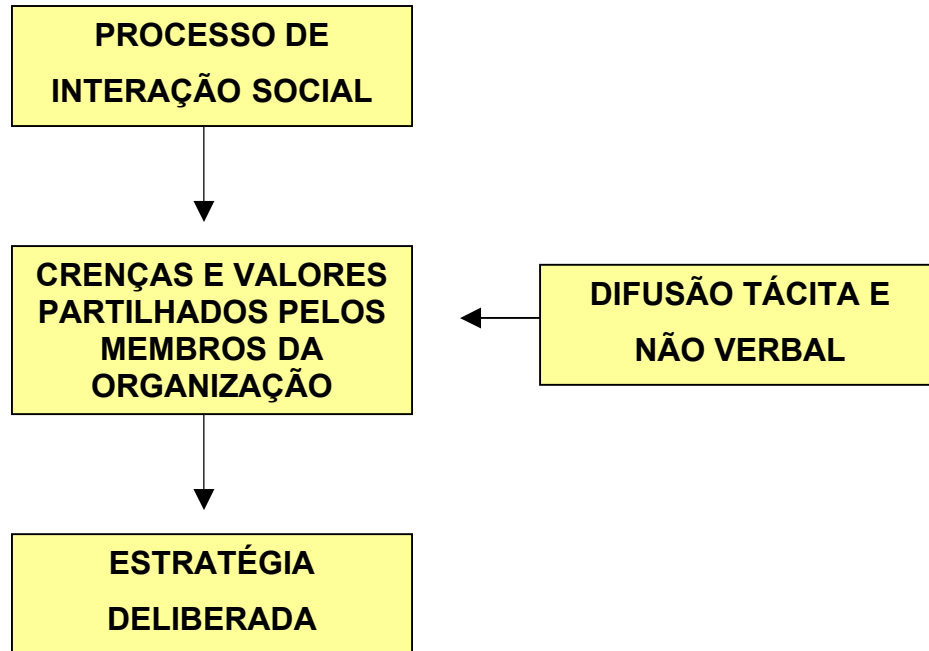 PROCESSO DE
INTERAÇÃO SOCIAL
CRENÇAS E VALORES
PARTILHADOS PELOS
MEMBROS DA
ORGANIZAÇÃO
DIFUSÃO TÁCITA E
NÃO VERBAL
ESTRATÉGIA
DELIBERADA